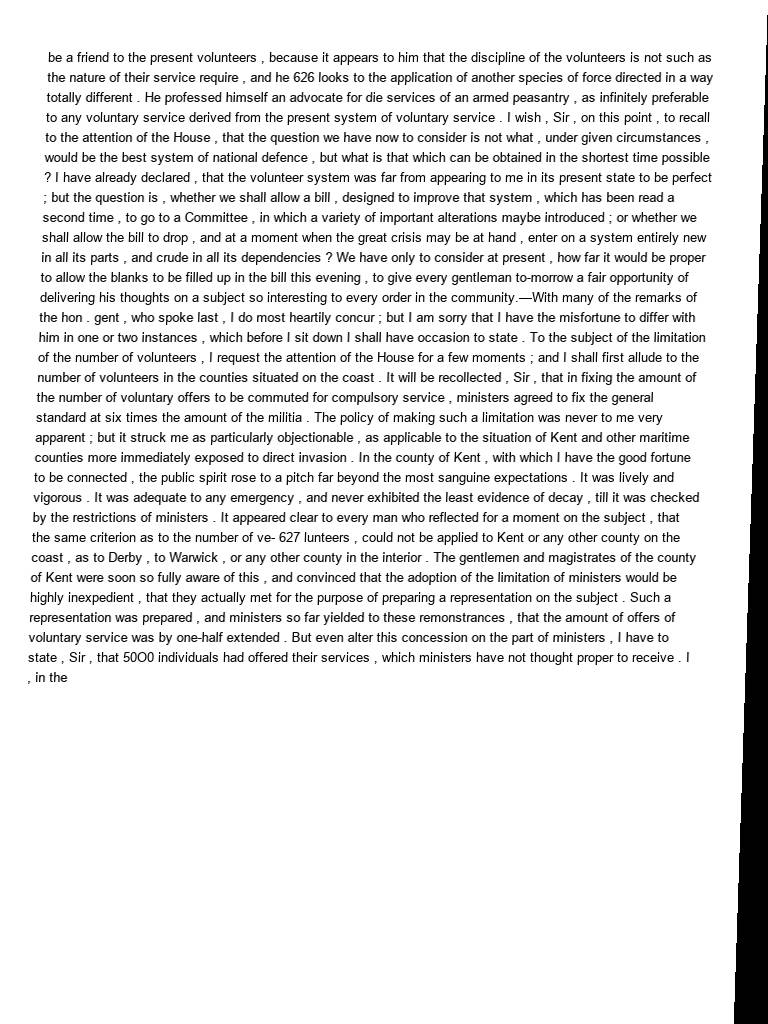 be a friend to the present volunteers , because it appears to him that the discipline of the volunteers is not such as
the nature of their service require , and he 626 looks to the application of another species of force directed in a way
totally different . He professed himself an advocate for die services of an armed peasantry , as infinitely preferable
to any voluntary service derived from the present system of voluntary service . I wish , Sir , on this point , to recall
to the attention of the House , that the question we have now to consider is not what , under given circumstances ,
would be the best system of national defence , but what is that which can be obtained in the shortest time possible
? I have already declared , that the volunteer system was far from appearing to me in its present state to be perfect
; but the question is , whether we shall allow a bill , designed to improve that system , which has been read a
second time , to go to a Committee , in which a variety of important alterations maybe introduced ; or whether we
shall allow the bill to drop , and at a moment when the great crisis may be at hand , enter on a system entirely new
in all its parts , and crude in all its dependencies ? We have only to consider at present , how far it would be proper
to allow the blanks to be filled up in the bill this evening , to give every gentleman to-morrow a fair opportunity of
delivering his thoughts on a subject so interesting to every order in the community.—With many of the remarks of
the hon . gent , who spoke last , I do most heartily concur ; but I am sorry that I have the misfortune to differ with
him in one or two instances , which before I sit down I shall have occasion to state . To the subject of the limitation
of the number of volunteers , I request the attention of the House for a few moments ; and I shall first allude to the
number of volunteers in the counties situated on the coast . It will be recollected , Sir , that in fixing the amount of
the number of voluntary offers to be commuted for compulsory service , ministers agreed to fix the general
standard at six times the amount of the militia . The policy of making such a limitation was never to me very
apparent ; but it struck me as particularly objectionable , as applicable to the situation of Kent and other maritime
counties more immediately exposed to direct invasion . In the county of Kent , with which I have the good fortune
to be connected , the public spirit rose to a pitch far beyond the most sanguine expectations . It was lively and
vigorous . It was adequate to any emergency , and never exhibited the least evidence of decay , till it was checked
by the restrictions of ministers . It appeared clear to every man who reflected for a moment on the subject , that
the same criterion as to the number of ve- 627 lunteers , could not be applied to Kent or any other county on the
coast , as to Derby , to Warwick , or any other county in the interior . The gentlemen and magistrates of the county
of Kent were soon so fully aware of this , and convinced that the adoption of the limitation of ministers would be
highly inexpedient , that they actually met for the purpose of preparing a representation on the subject . Such a
representation was prepared , and ministers so far yielded to these remonstrances , that the amount of offers of
voluntary service was by one-half extended . But even alter this concession on the part of ministers , I have to
state , Sir , that 50O0 individuals had offered their services , which ministers have not thought proper to receive . I
, in the